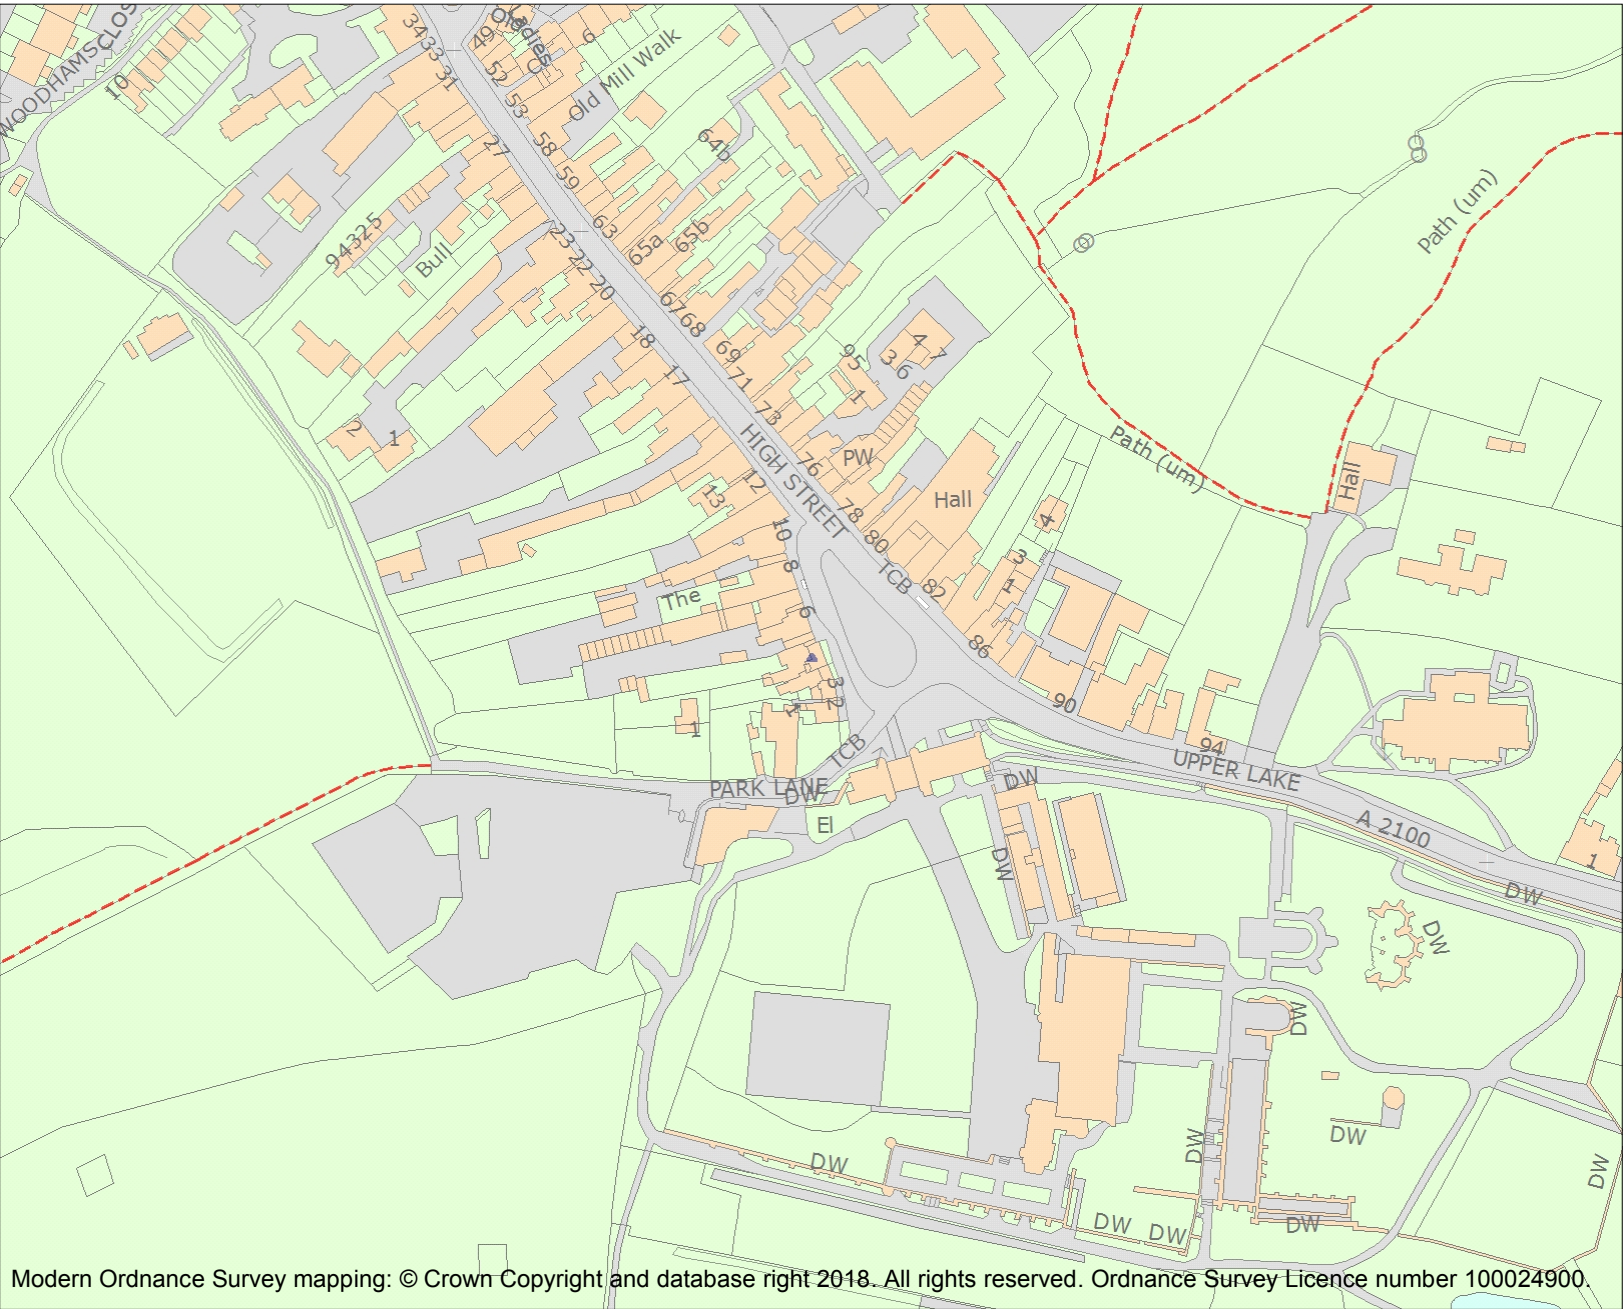 WOODHAMS CLOS
10
3433
31
49
Old
Ladies
6
52
53
Old Mill Walk
58
59
27
64b
63
65a
65b
94325
Bull
23
22
20
6768
18
69
71
17
73
95
1
4 7
3 6
2
1
HIGH STREET
76
PW
12
13
78
Hall
10
80
TCB
82
8
4
3
1
The
6
86
Path (um)
Path (um)
Hall
3
2
1
1
90
94
UPPER LAKE
TCB
PARK LANE
DW
DW
El
A 2100
1
DW
DW
DW
DW
DW
DW
DW
DW
DW
DW
DW
Modern Ordnance Survey mapping: © Crown Copyright and database right 2018. All rights reserved. Ordnance Survey Licence number 100024900.